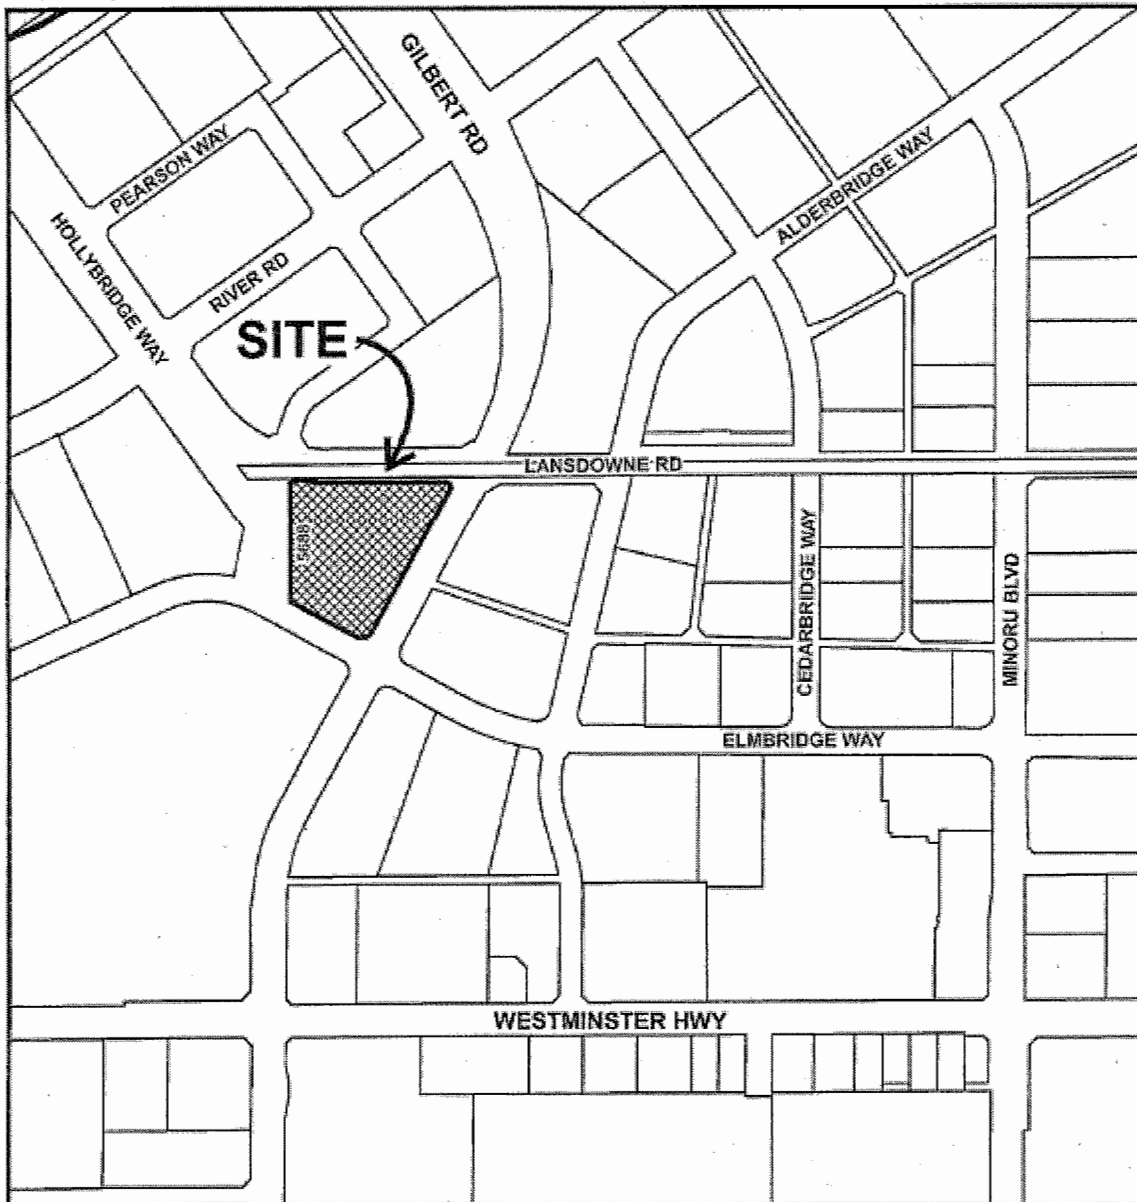 GILBERT RD
PEARSON WAY
ALDERBRIDGE WAY
HOLLYBRIDGE WAY
RIVER RD
SITE
LANSDOWNE RD
5688
CEDARBRIDGE WAY
MINORU BLVD
ELMBRIDGE WAY
WESTMINSTER HWY